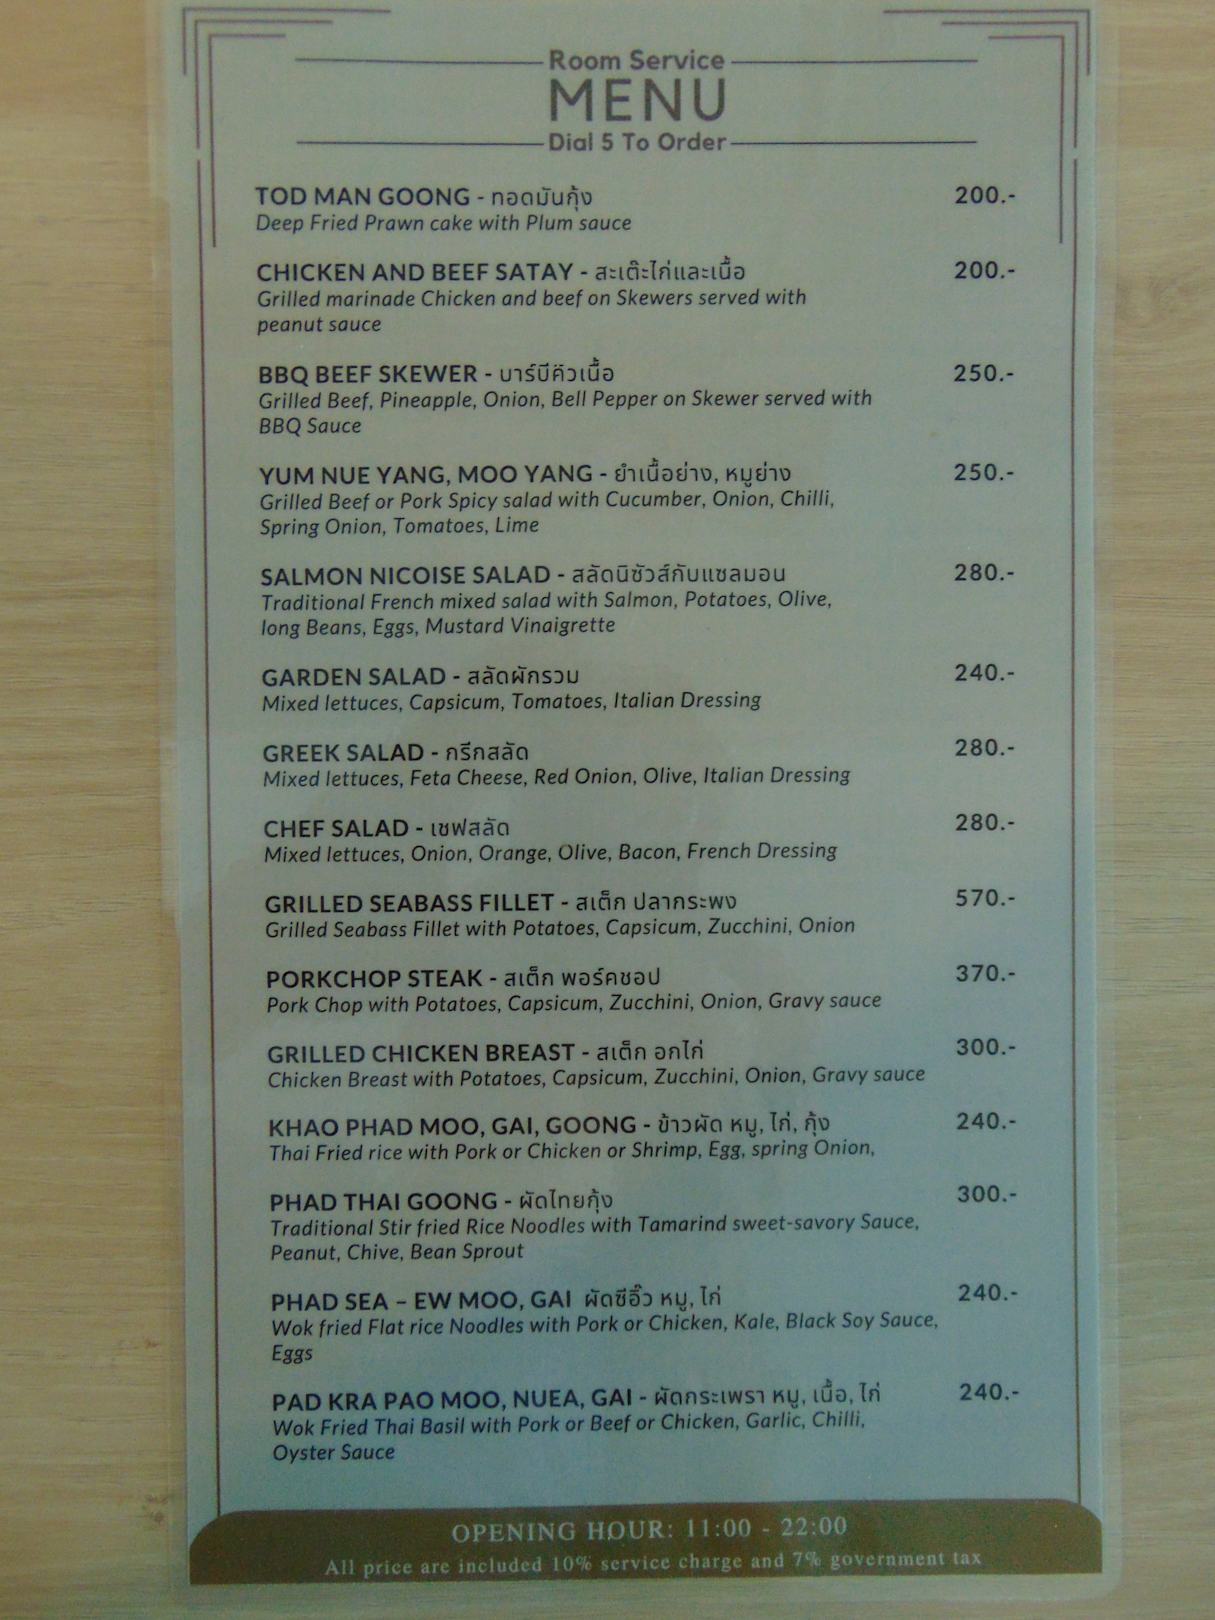 Room Service
MENU
Dial 5 To Order
TOD MAN GOONG - ทอดมันกุ้ง 200.-
Deep Fried Prawn cake with Plum sauce
CHICKEN AND BEEF SATAY - สะเต๊ะไก่และเนื้อ 200.-
Grilled marinade Chicken and beef on Skewers served with
peanut sauce
BBQ BEEF SKEWER - บาร์บีคิวเนื้อ 250.-
Grilled Beef, Pineapple, Onion, Bell Pepper on Skewer served with
BBQ Sauce
YUM NUE YANG, MOO YANG - ยำเนื้อย่าง, หมูย่าง 250.-
Grilled Beef or Pork Spicy salad with Cucumber, Onion, Chilli,
Spring Onion, Tomatoes, Lime
SALMON NICOISE SALAD - สลัดนิซัวส์กับแซลมอน 280.-
Traditional French mixed salad with Salmon, Potatoes, Olive,
long Beans, Eggs, Mustard Vinaigrette
GARDEN SALAD - สลัดผักรวม 240.-
Mixed lettuces, Capsicum, Tomatoes, Italian Dressing
GREEK SALAD - กรีกสลัด 280.-
Mixed lettuces, Feta Cheese, Red Onion, Olive, Italian Dressing
CHEF SALAD - เชฟสลัด 280.-
Mixed lettuces, Onion, Orange, Olive, Bacon, French Dressing
GRILLED SEABASS FILLET - สเต็ก ปลากระพง 570.-
Grilled Seabass Fillet with Potatoes, Capsicum, Zucchini, Onion
PORKCHOP STEAK - สเต็ก พอร์คชอป 370.-
Pork Chop with Potatoes, Capsicum, Zucchini, Onion, Gravy sauce
GRILLED CHICKEN BREAST - สเต็ก อกไก่ 300.-
Chicken Breast with Potatoes, Capsicum, Zucchini, Onion, Gravy sauce
KHAO PHAD MOO, GAI, GOONG - ข้าวผัด หมู, ไก่, กุ้ง 240.-
Thai Fried rice with Pork or Chicken or Shrimp, Egg, spring Onion,
PHAD THAI GOONG - ผัดไทยกุ้ง 300.-
Traditional Stir fried Rice Noodles with Tamarind sweet-savory Sauce,
Peanut, Chive, Bean Sprout
PHAD SEA – EW MOO, GAI ผัดซีอิ๊ว หมู, ไก่ 240.-
Wok fried Flat rice Noodles with Pork or Chicken, Kale, Black Soy Sauce,
Eggs
PAD KRA PAO MOO, NUEA, GAI - ผัดกระเพรา หมู, เนื้อ, ไก่ 240.-
Wok Fried Thai Basil with Pork or Beef or Chicken, Garlic, Chilli,
Oyster Sauce
OPENING HOUR: 11:00 - 22:00
All price are included 10% service charge and 7% government tax